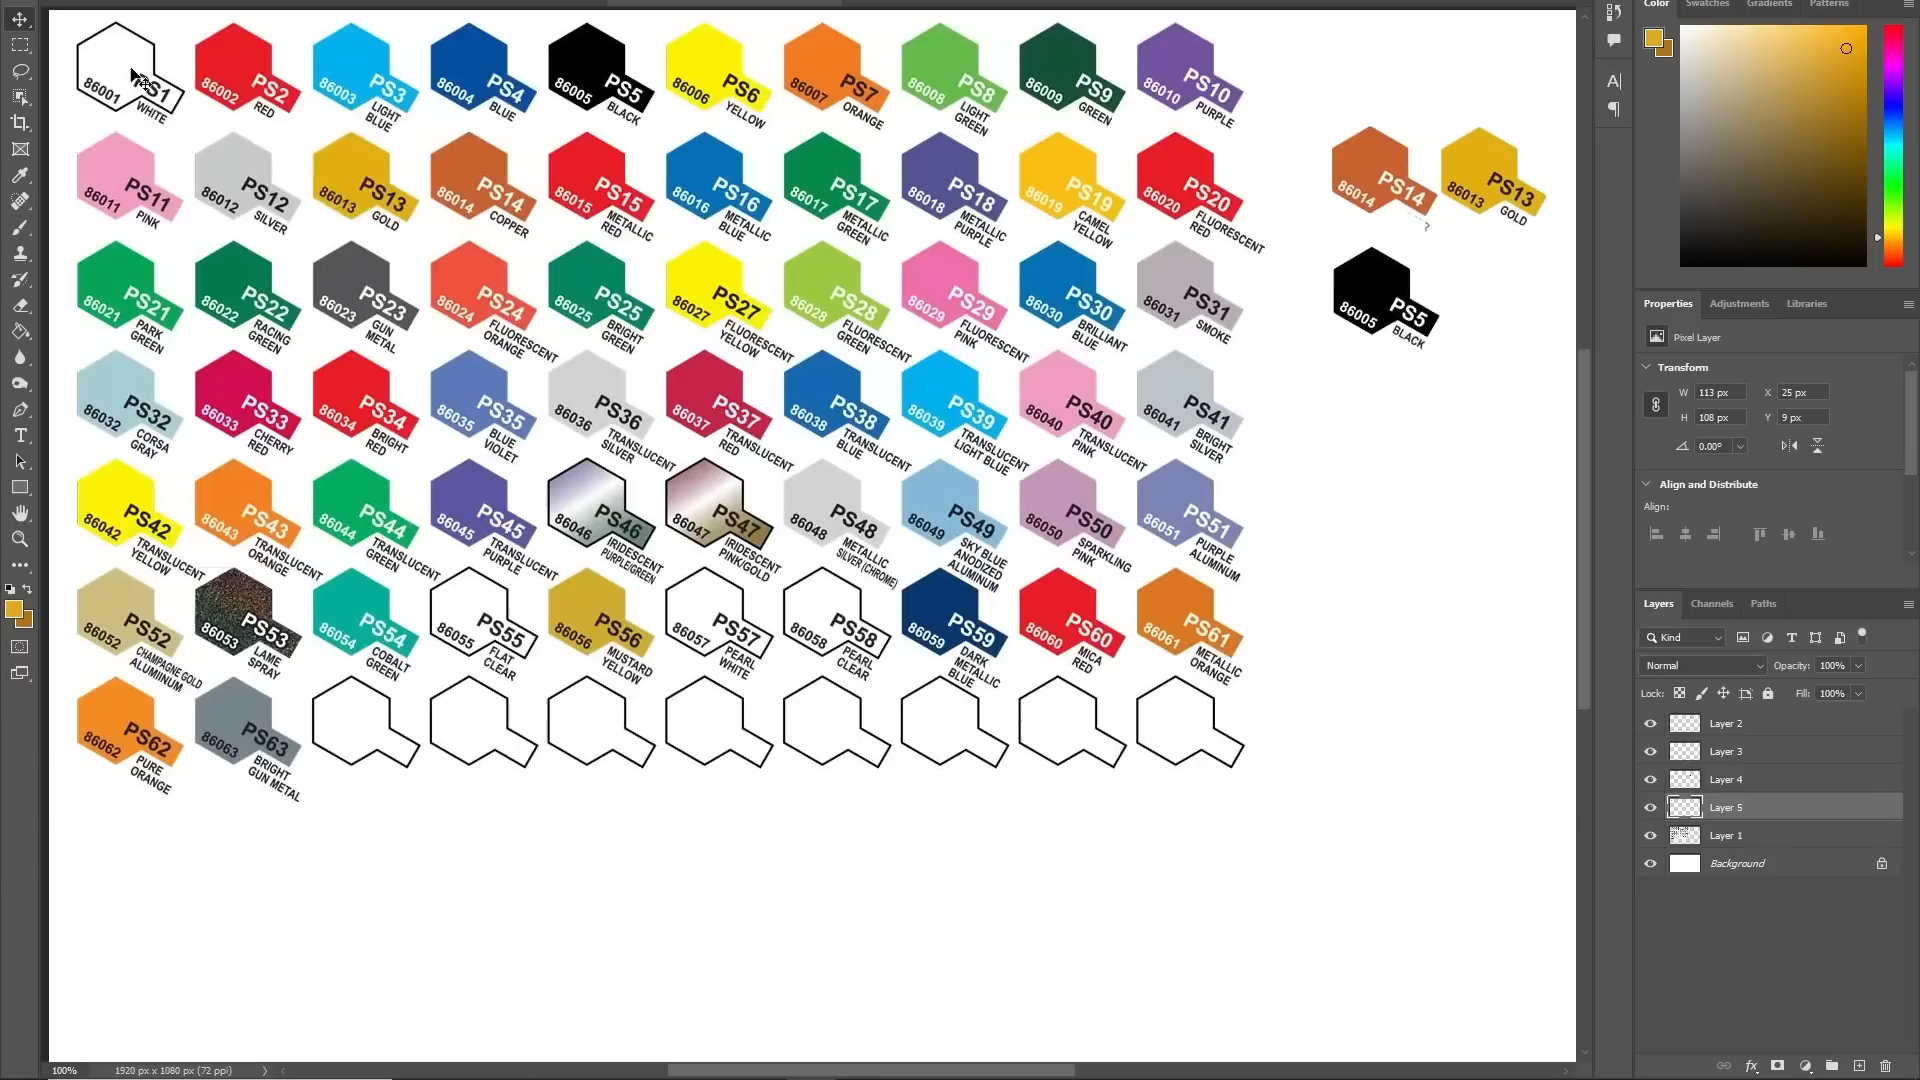 Color Swatches Gradients Patterns
86001 PS1 WHITE
86002 PS2 RED
86003 PS3 LIGHT BLUE
86004 PS4 BLUE
86005 PS5 BLACK
86006 PS6 YELLOW
86007 PS7 ORANGE
86008 PS8 LIGHT GREEN
86009 PS9 GREEN
86010 PS10 PURPLE
86011 PS11 PINK
86012 PS12 SILVER
86013 PS13 GOLD
86014 PS14 COPPER
86015 PS15 METALLIC RED
86016 PS16 METALLIC BLUE
86017 PS17 METALLIC GREEN
86018 PS18 METALLIC PURPLE
86019 PS19 CAMEL YELLOW
86020 PS20 FLUORESCENT RED
86014 PS14
86013 PS13 GOLD
86021 PS21 PARK GREEN
86022 PS22 RACING GREEN
86023 PS23 GUN METAL
86024 PS24 FLUORESCENT ORANGE
86025 PS25 BRIGHT GREEN
86027 PS27 FLUORESCENT YELLOW
86028 PS28 FLUORESCENT GREEN
86029 PS29 FLUORESCENT PINK
86030 PS30 BRILLIANT BLUE
86031 PS31 SMOKE
86005 PS5 BLACK
86032 PS32 CORSA GRAY
86033 PS33 CHERRY RED
86034 PS34 BRIGHT RED
86035 PS35 BLUE VIOLET
86036 PS36 TRANSLUCENT SILVER
86037 PS37 TRANSLUCENT RED
86038 PS38 TRANSLUCENT BLUE
86039 PS39 TRANSLUCENT LIGHT BLUE
86040 PS40 TRANSLUCENT PINK
86041 PS41 BRIGHT SILVER
86042 PS42 TRANSLUCENT YELLOW
86043 PS43 TRANSLUCENT ORANGE
86044 PS44 TRANSLUCENT GREEN
86045 PS45 TRANSLUCENT PURPLE
86046 PS46 IRIDESCENT PURPLE/GREEN
86047 PS47 IRIDESCENT PINK/GOLD
86048 PS48 METALLIC SILVER (CHROME)
86049 PS49 SKY BLUE ANODIZED ALUMINUM
86050 PS50 SPARKLING PINK
86051 PS51 PURPLE ALUMINUM
86052 PS52 CHAMPAGNE GOLD ALUMIINUM
86053 PS53 LAME SPRAY
86054 PS54 COBALT GREEN
86055 PS55 FLAT CLEAR
86056 PS56 MUSTARD YELLOW
86057 PS57 PEARL WHITE
86058 PS58 PEARL CLEAR
86059 PS59 DARK METALLIC BLUE
86060 PS60 MICA RED
86061 PS61 METALLIC ORANGE
86062 PS62 PURE ORANGE
86063 PS63 BRIGHT GUN METAL
Properties Adjustments Libraries
Pixel Layer
Transform
W 113 px X 25 px
H 108 px Y 9 px
0.00°
Align and Distribute
Align:
Layers Channels Paths
Kind
Normal Opacity: 100%
Lock: Fill: 100%
Layer 2
Layer 3
Layer 4
Layer 5
Layer 1
Background
100% 1920 px x 1080 px (72 ppi)